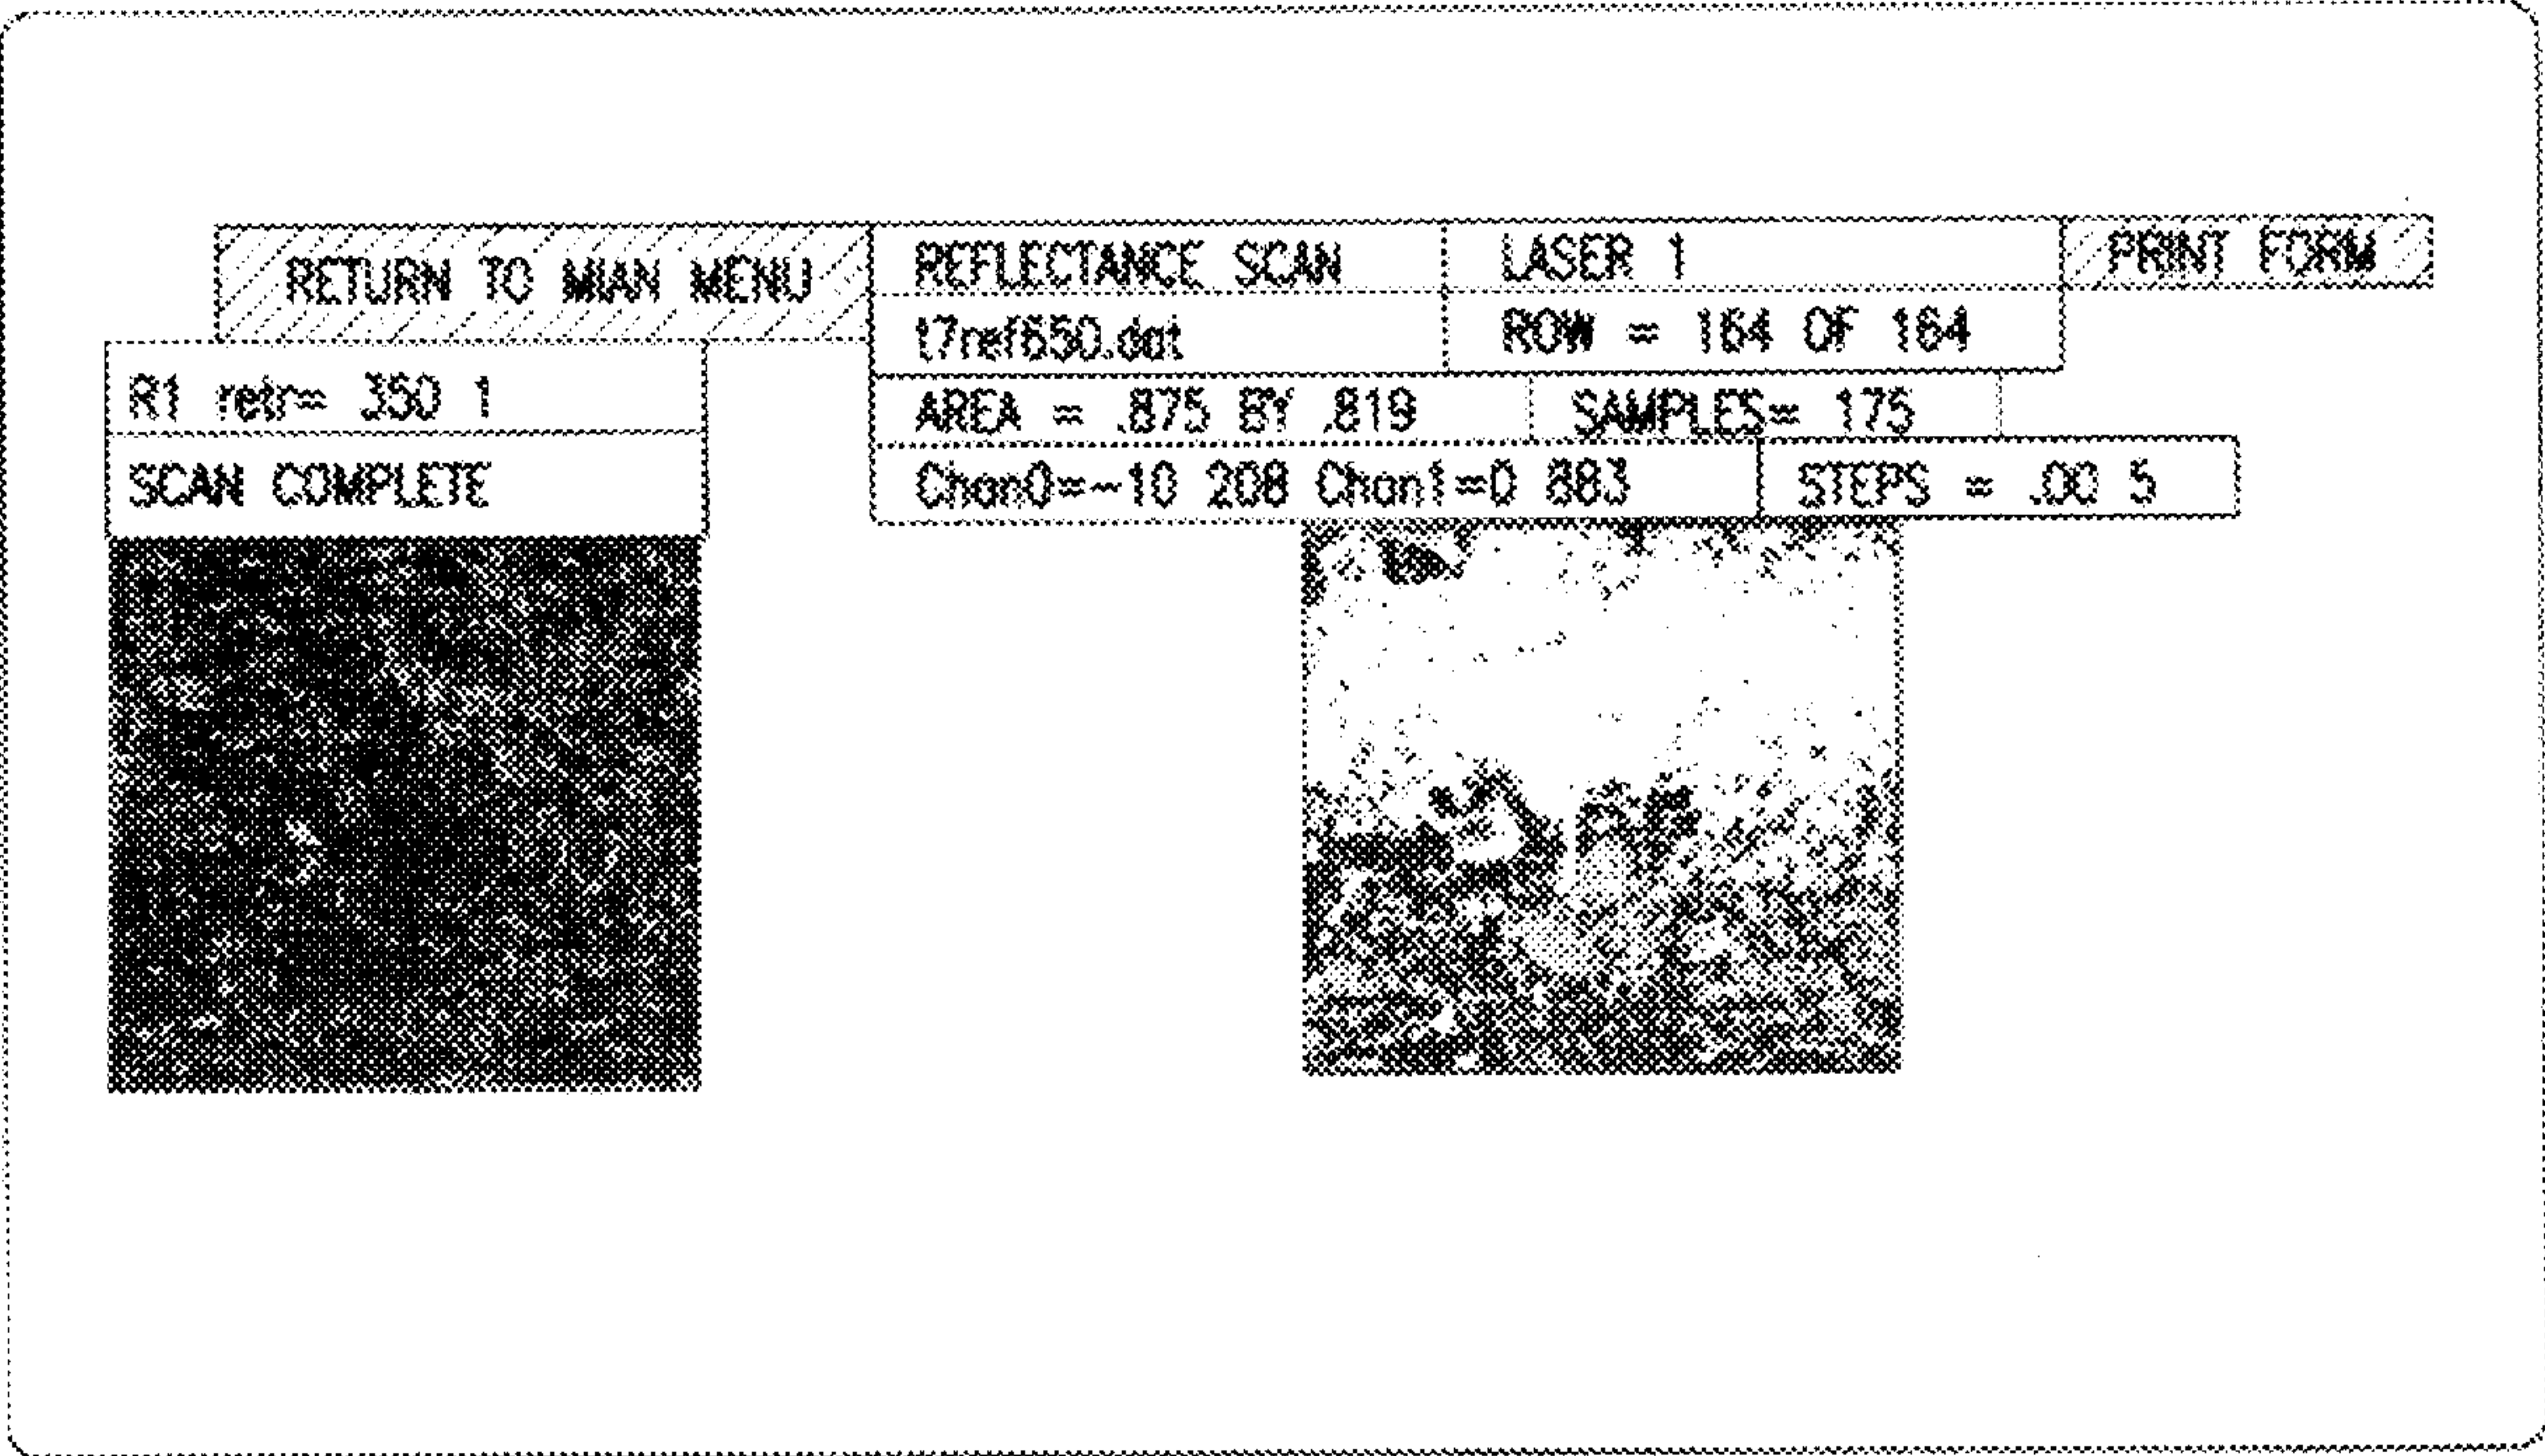 RETURN TO MIAN MENU
REFLECTANCE SCAN
LASER 1
PRINT FORM
t7ref650.dat
ROW = 164 OF 164
R1 retr= 350 1
AREA = .875 BY .819
SAMPLES= 175
SCAN COMPLETE
Chan0=-10 208 Chan1=0 883
STEPS = .00 5